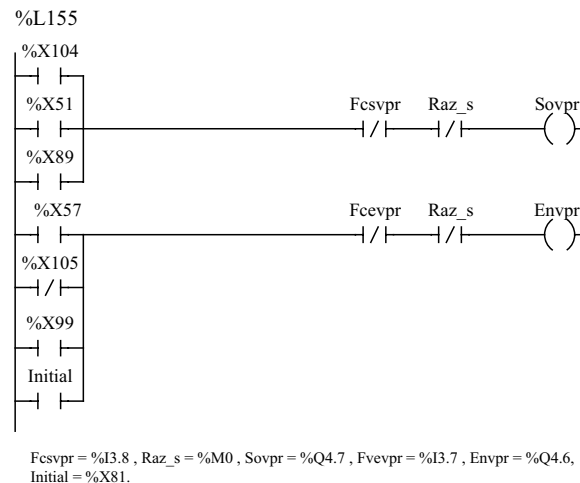 %L155
%X104
%X51 Fcsvpr Raz_s Sovpr
%X89
%X57 Fcevpr Raz_s Envpr
%X105
%X99
Initial
Fcsvpr = %I3.8 , Raz_s = %M0 , Sovpr = %Q4.7 , Fvevpr = %I3.7 , Envpr = %Q4.6,
Initial = %X81.